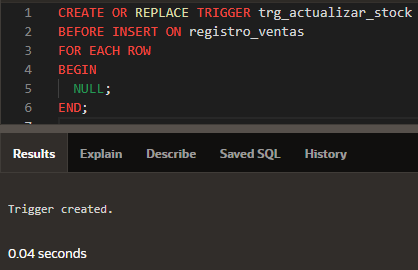 1 CREATE OR REPLACE TRIGGER trg_actualizar_stock
2 BEFORE INSERT ON registro_ventas
3 FOR EACH ROW
4 BEGIN
5 NULL;
6 END;
Results Explain Describe Saved SQL History
Trigger created.
0.04 seconds